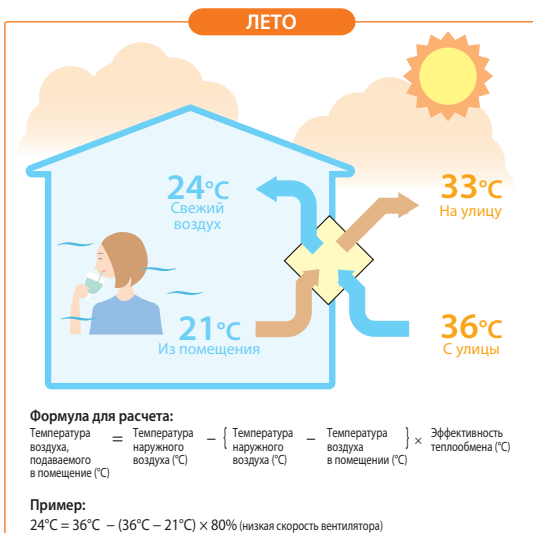 ЛЕТО
24°C
Свежий
воздух
33°C
На улицу
21°C
Из помещения
36°C
С улицы
Формула для расчета:
Температура воздуха, подаваемого в помещение (°C) = Температура наружного воздуха (°C) − { Температура наружного воздуха (°C) − Температура воздуха в помещении (°C) } × Эффективность теплообмена (°C)
Пример:
24°C = 36°C – (36°C – 21°C) × 80% (низкая скорость вентилятора)